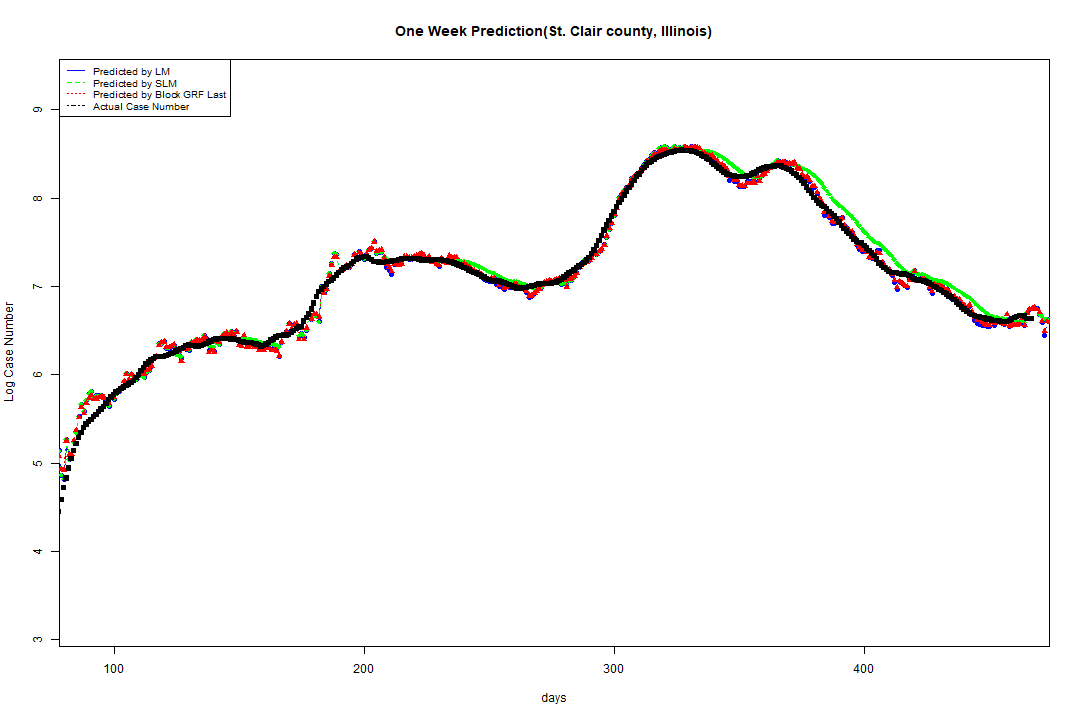 One Week Prediction(St. Clair county, Illinois)
Predicted by LM
Predicted by SLM
Predicted by Block GRF Last
Actual Case Number
9
8
7
6
5
4
3
Log Case Number
100 200 300 400
days